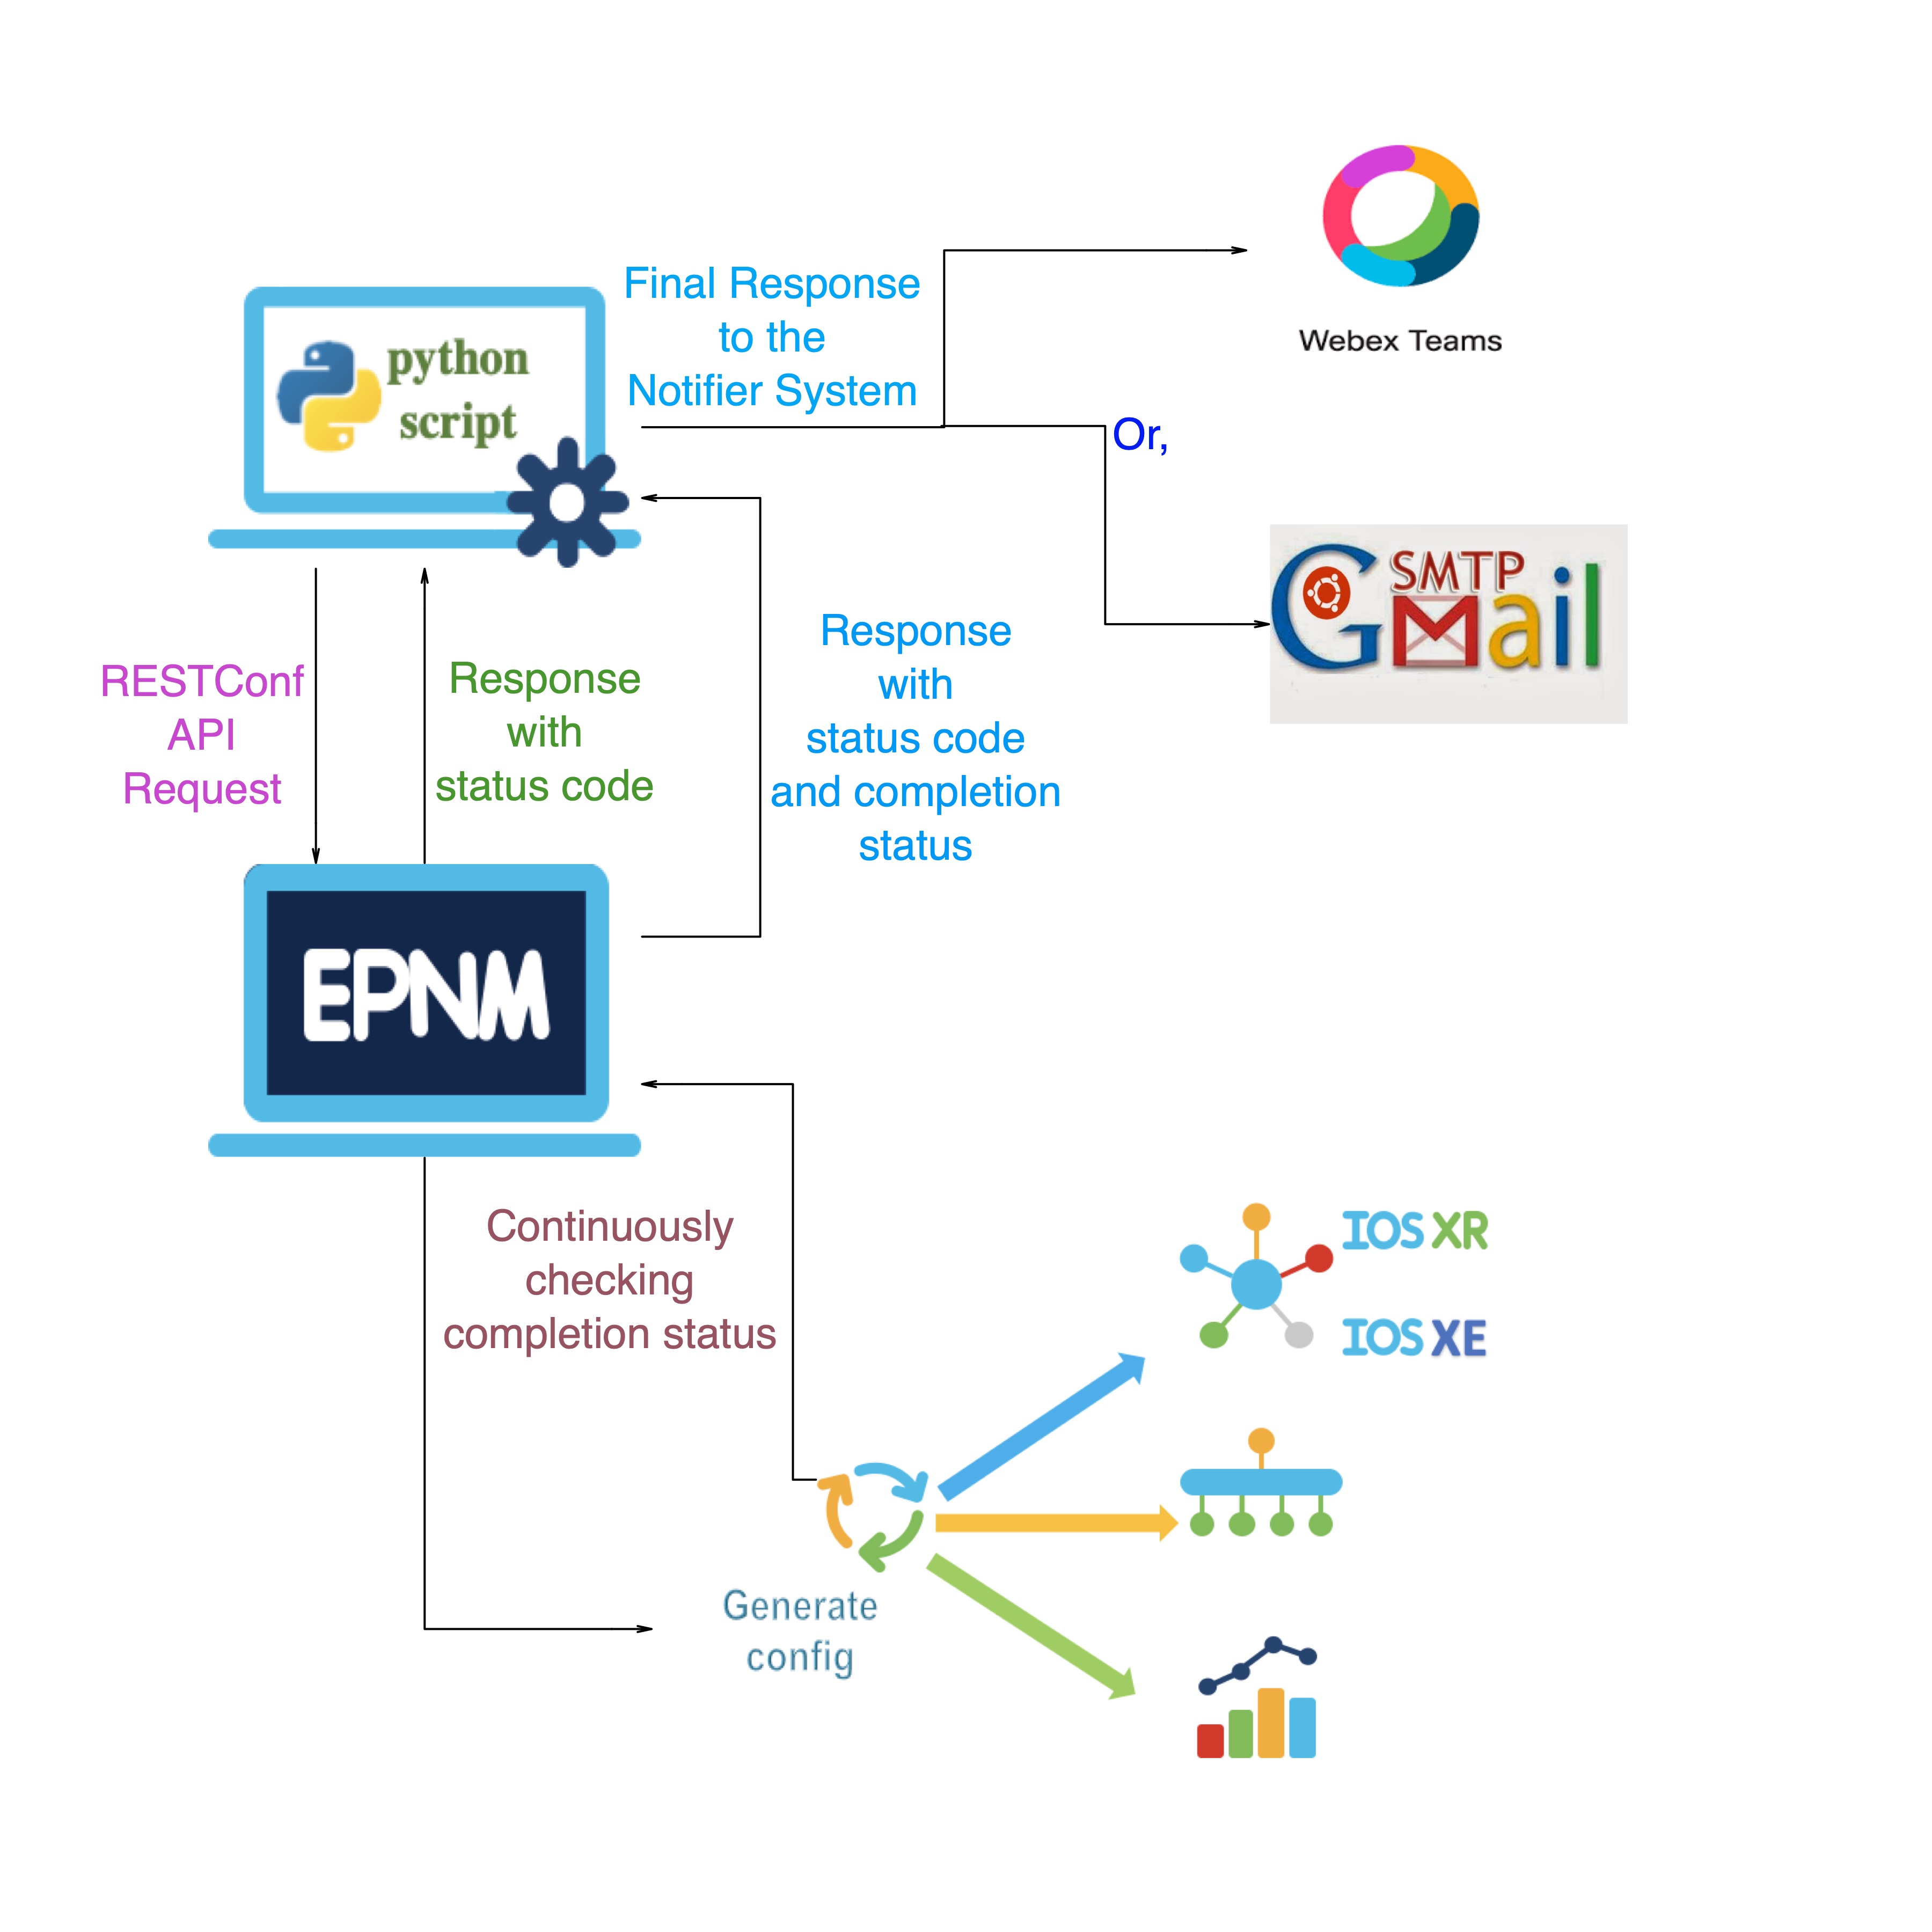 Webex Teams
Final Response
to the
Notifier System
python
script
Or,
SMTP
GMail
RESTConf
API
Request
Response
with
status code
Response
with
status code
and completion
status
EPNM
Continuously
checking
completion status
IOS XR
IOS XE
Generate
config